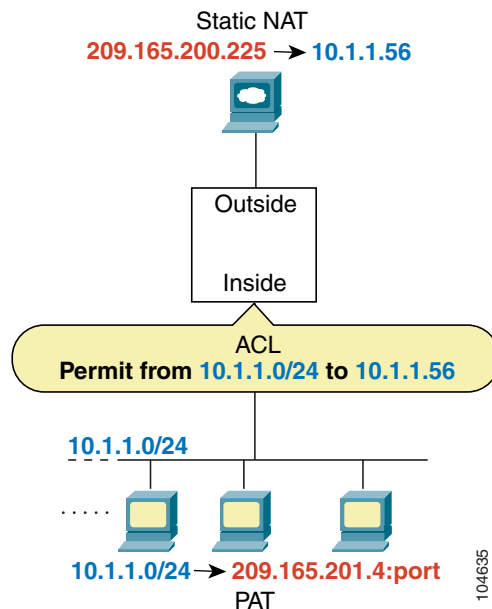 Static NAT
209.165.200.225 → 10.1.1.56
Outside
Inside
ACL
Permit from 10.1.1.0/24 to 10.1.1.56
10.1.1.0/24
10.1.1.0/24 → 209.165.201.4:port
PAT
104635